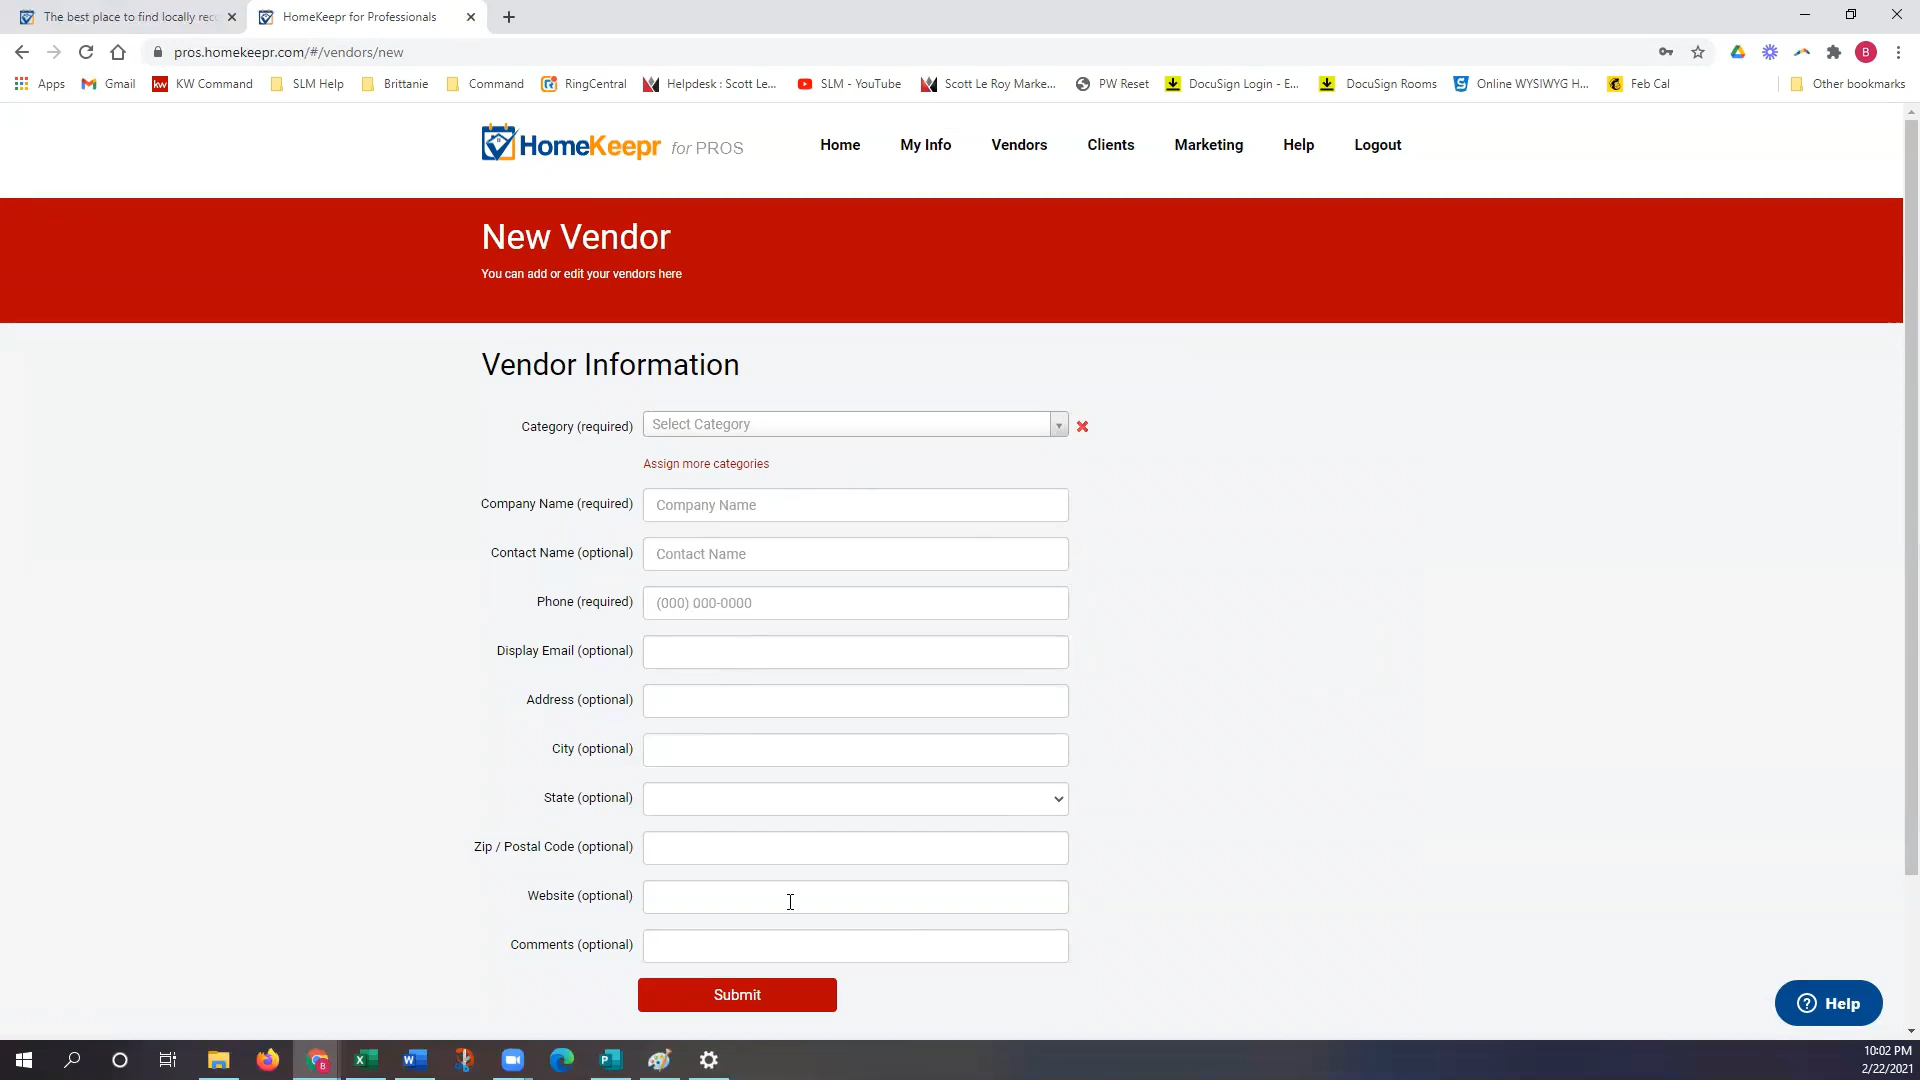 The best place to find locally rec
HomeKeepr for Professionals
pros.homekeepr.com/#/vendors/new
B
Apps
Gmail
kw KW Command
SLM Help
Brittanie
Command
RingCentral
Helpdesk : Scott Le...
SLM - YouTube
Scott Le Roy Marke...
PW Reset
DocuSign Login - E...
DocuSign Rooms
Online WYSIWYG H...
Feb Cal
Other bookmarks
HomeKeepr for PROS
Home
My Info
Vendors
Clients
Marketing
Help
Logout
New Vendor
You can add or edit your vendors here
Vendor Information
Category (required) Select Category
Assign more categories
Company Name (required) Company Name
Contact Name (optional) Contact Name
Phone (required) (000) 000-0000
Display Email (optional)
Address (optional)
City (optional)
State (optional)
Zip / Postal Code (optional)
Website (optional)
Comments (optional)
Submit
Help
10:02 PM
2/22/2021